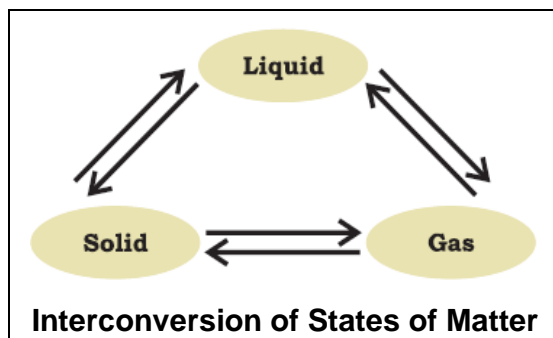 Liquid
Solid
Gas
Interconversion of States of Matter